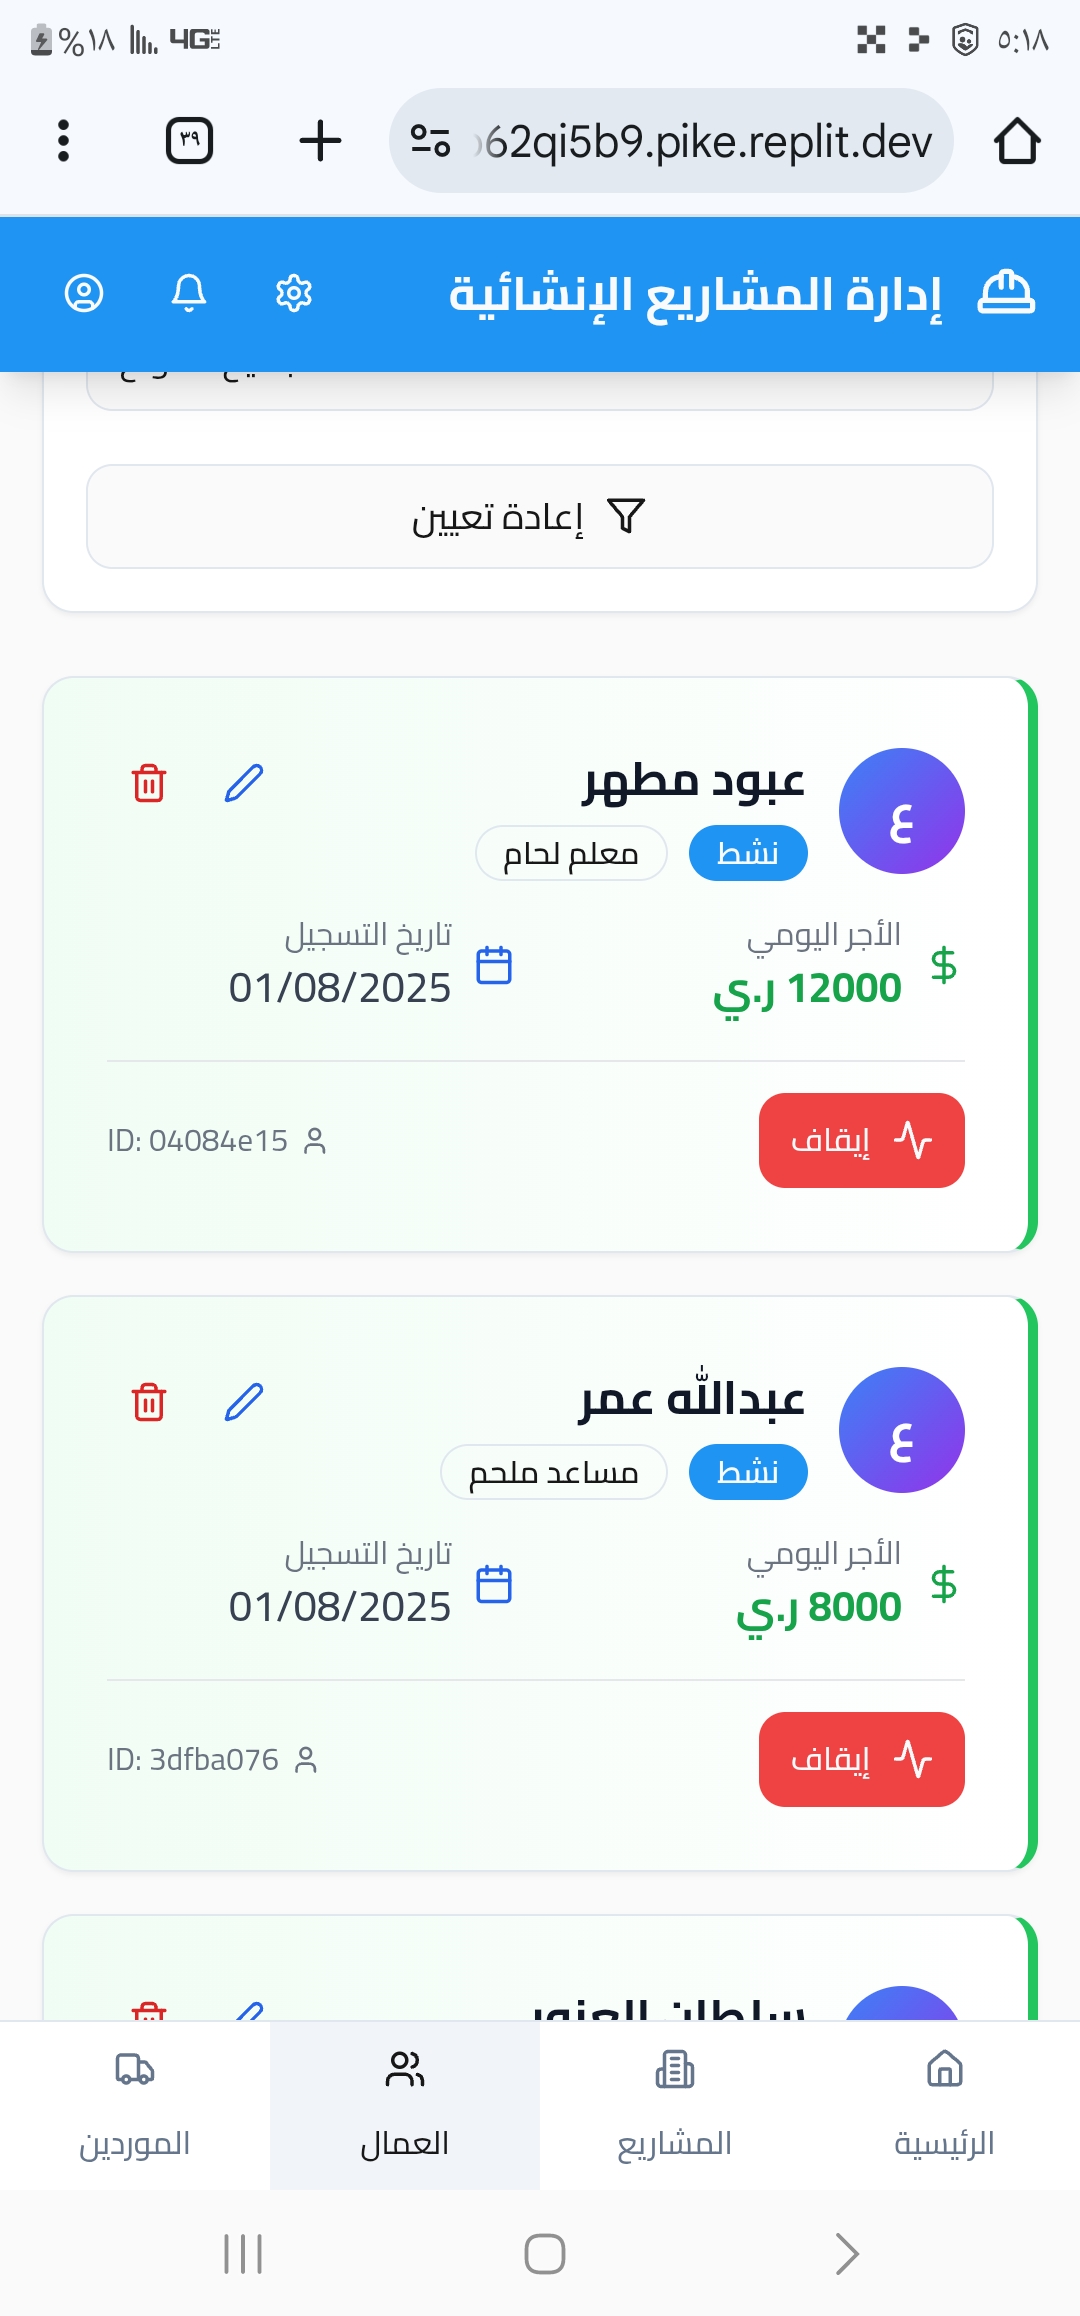 %١٨ 4G LTE ٥:١٨
٣٩ 62qi5b9.pike.replit.dev
إدارة المشاريع الإنشائية
إعادة تعيين
ع
عبود مطهر
نشط معلم لحام
الأجر اليومي تاريخ التسجيل
12000 ر.ي 01/08/2025
إيقاف ID: 04084e15
ع
عبدالله عمر
نشط مساعد ملحم
الأجر اليومي تاريخ التسجيل
8000 ر.ي 01/08/2025
إيقاف ID: 3dfba076
سلطان
الرئيسية المشاريع العمال الموردين